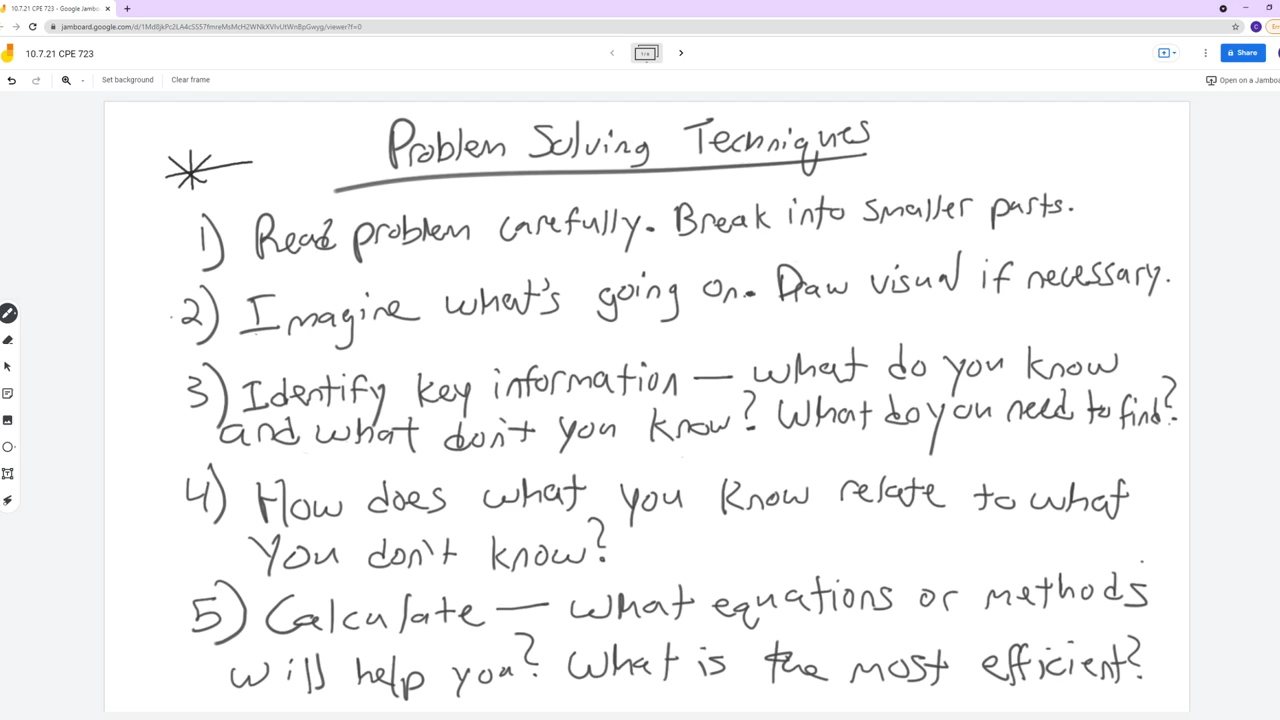 10.7.21 CPE 723 - Google Jamb
jamboard.google.com/d/
10.7.21 CPE 723
1/6
Share
Set background
Clear frame
Open on a Jamboa
Problem Solving Techniques
1) Read problem carefully. Break into smaller parts.
2) Imagine what's going on. Draw visual if necessary.
3) Identify key information — what do you know
and what don't you know? What do you need to find?
4) How does what you know relate to what
you don't know?
5) Calculate — what equations or methods
will help you? What is the most efficient?